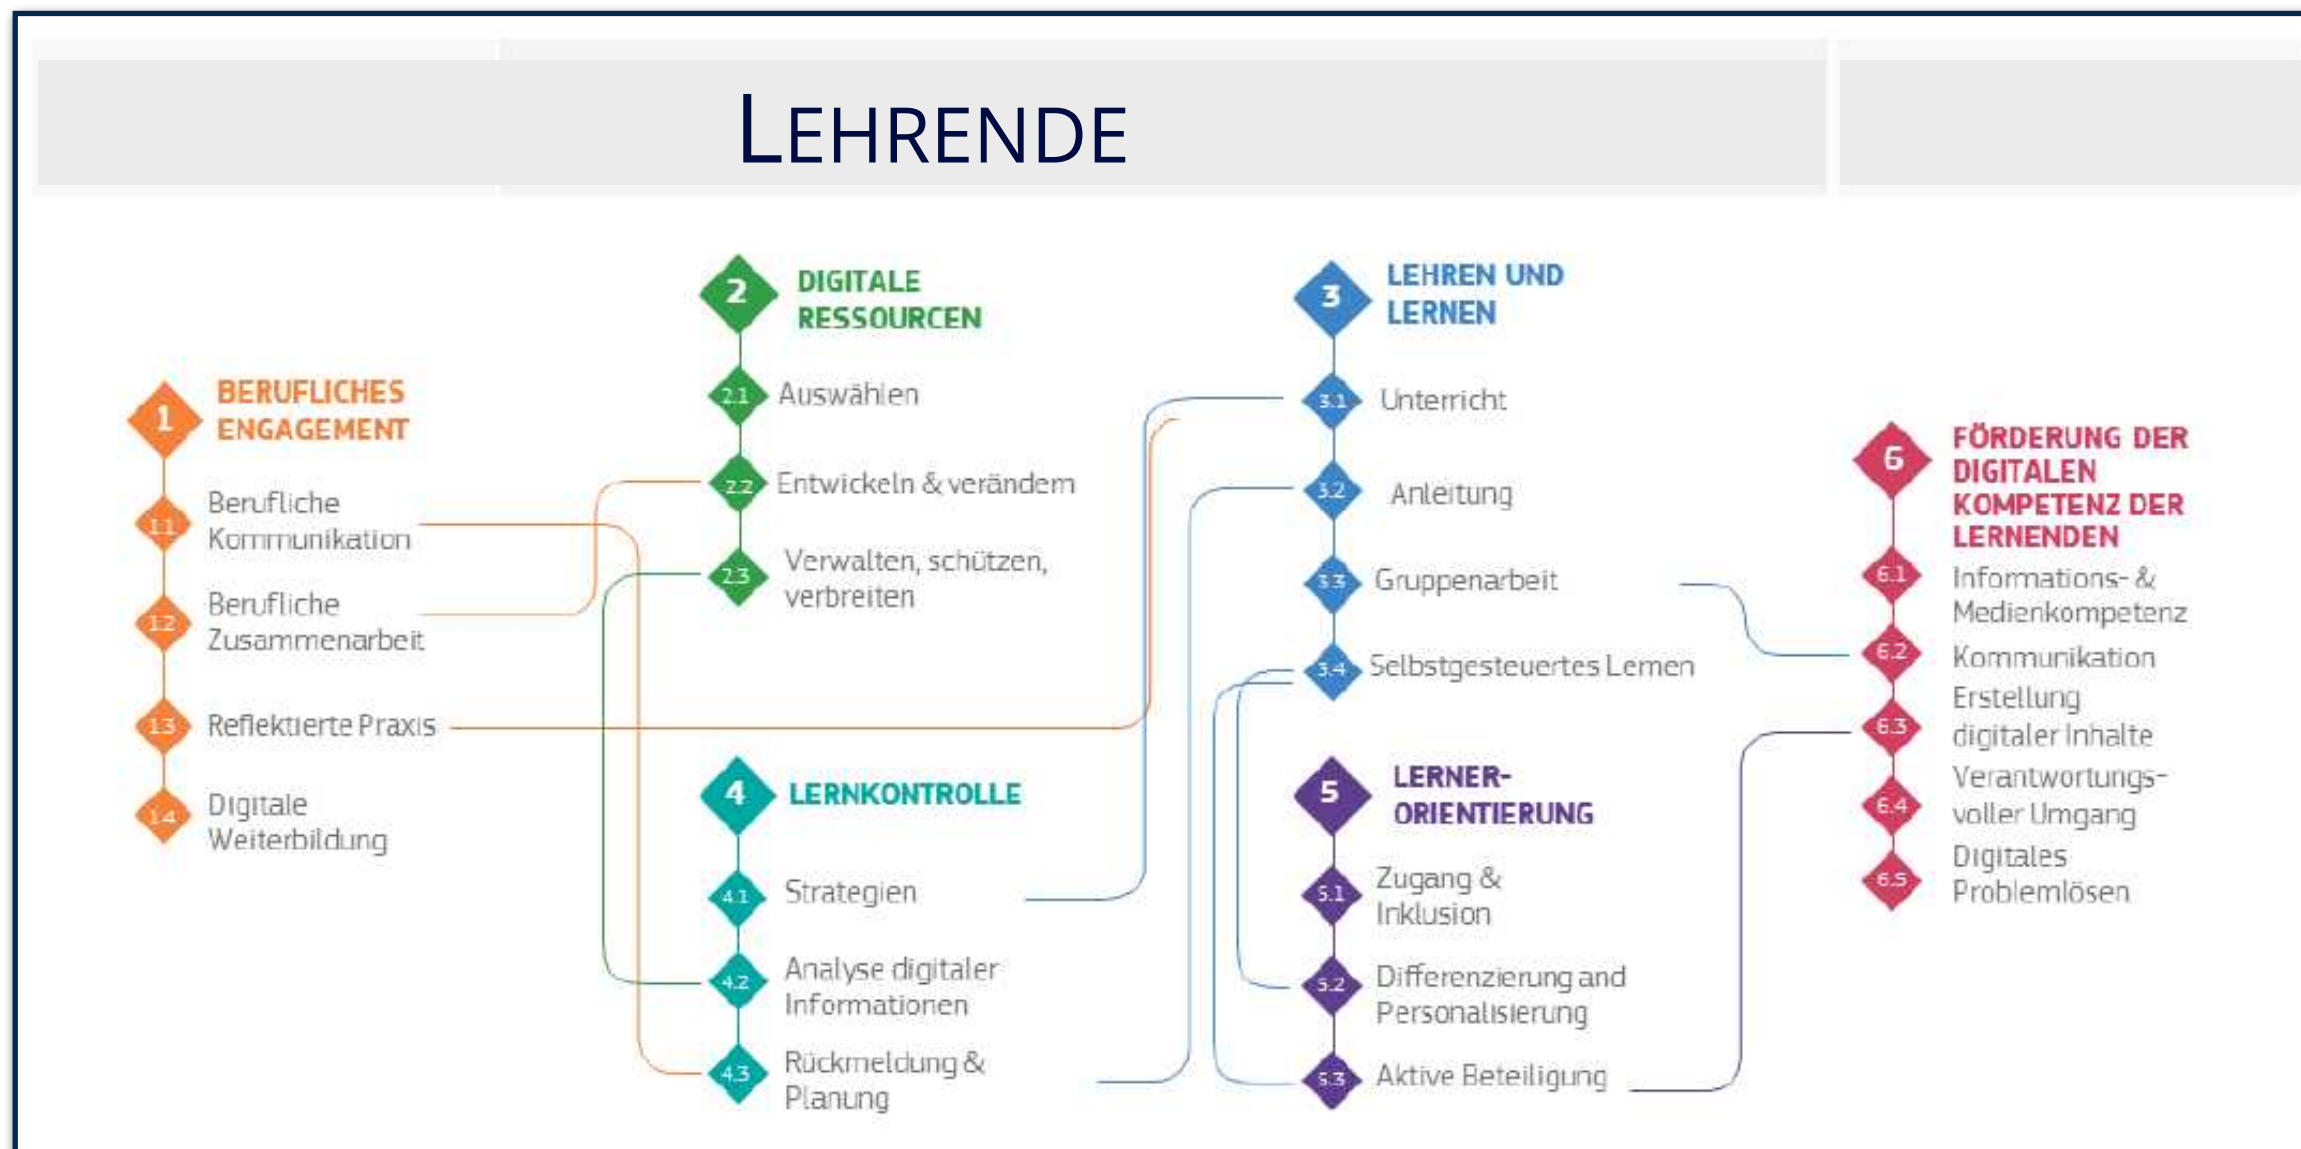 LEHRENDE
1
BERUFLICHES
ENGAGEMENT
1.1
Berufliche
Kommunikation
1.2
Berufliche
Zusammenarbeit
1.3
Reflektierte Praxis
1.4
Digitale
Weiterbildung
2
DIGITALE
RESSOURCEN
2.1
Auswählen
2.2
Entwickeln & verändern
2.3
Verwalten, schützen,
verbreiten
3
LEHREN UND
LERNEN
3.1
Unterricht
3.2
Anleitung
3.3
Gruppenarbeit
3.4
Selbstgesteuertes Lernen
4
LERNKONTROLLE
4.1
Strategien
4.2
Analyse digitaler
Informationen
4.3
Rückmeldung &
Planung
5
LERNER-
ORIENTIERUNG
5.1
Zugang &
Inklusion
5.2
Differenzierung and
Personalisierung
5.3
Aktive Beteiligung
6
FÖRDERUNG DER
DIGITALEN
KOMPETENZ DER
LERNENDEN
6.1
Informations- &
Medienkompetenz
6.2
Kommunikation
6.3
Erstellung
digitaler Inhalte
6.4
Verantwortungs-
voller Umgang
6.5
Digitales
Problemlösen